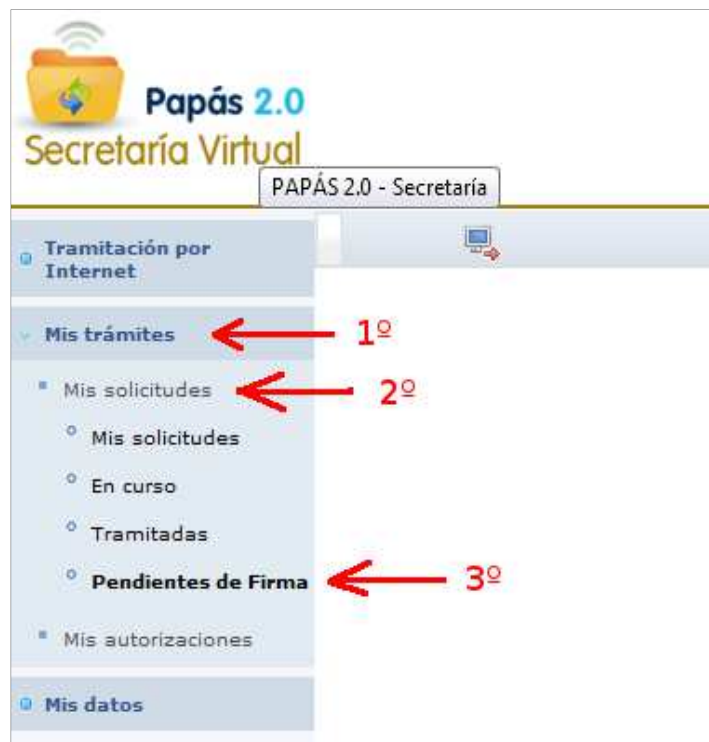 Papás 2.0
Secretaría Virtual
PAPÁS 2.0 - Secretaría
Tramitación por
Internet
Mis trámites 1º
Mis solicitudes 2º
Mis solicitudes
En curso
Tramitadas
Pendientes de Firma 3º
Mis autorizaciones
Mis datos